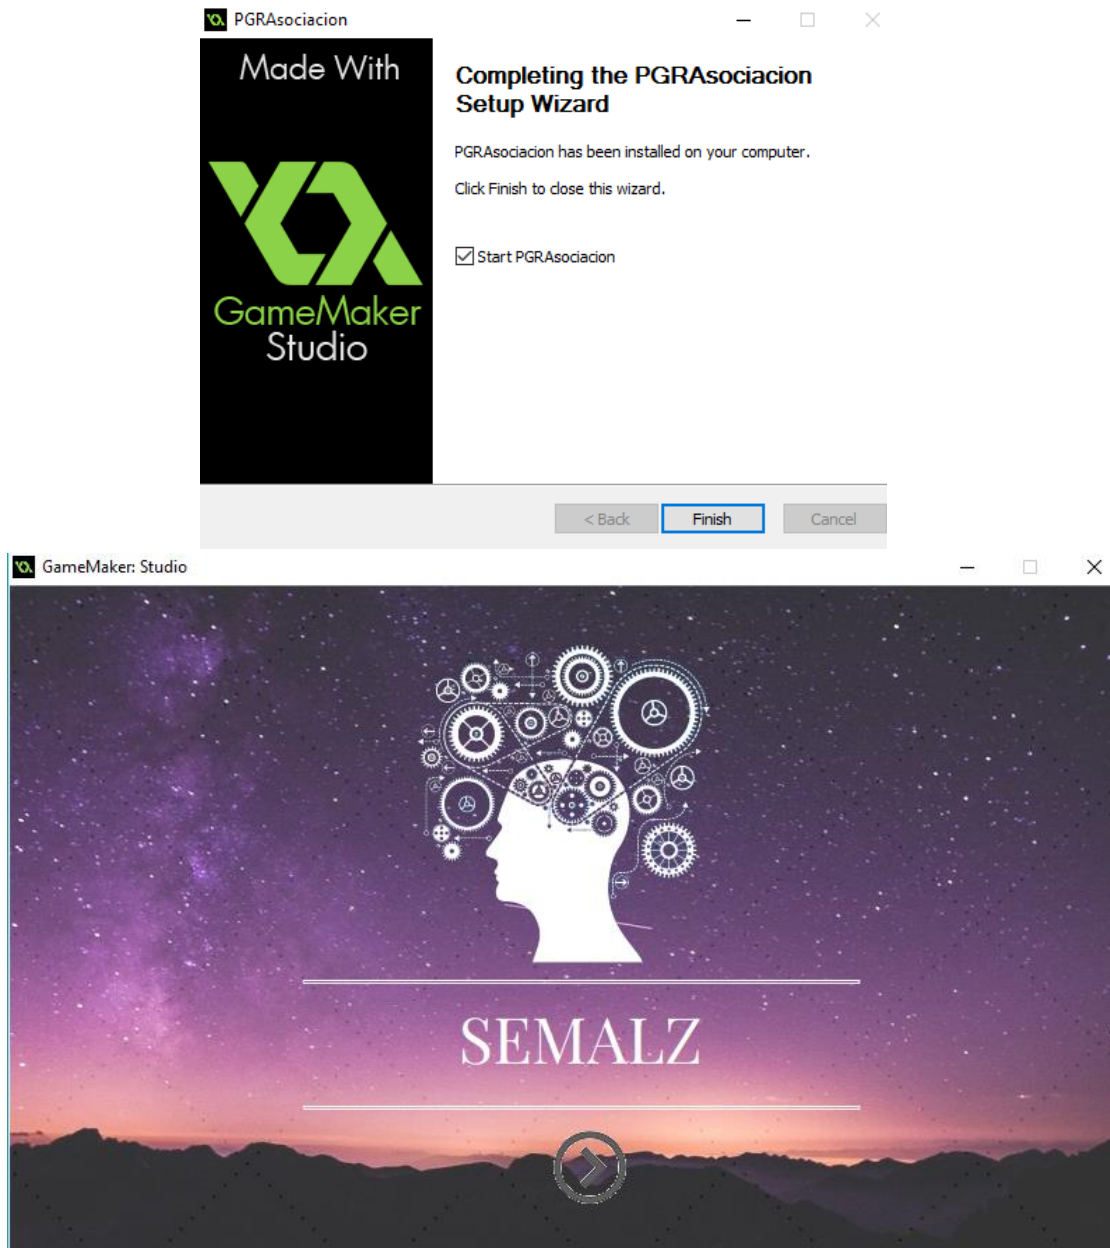 PGRAsociacion
Made With
GameMaker
Studio
Completing the PGRAsociacion
Setup Wizard
PGRAsociacion has been installed on your computer.
Click Finish to close this wizard.
Start PGRAsociacion
< Back
Finish
Cancel
GameMaker: Studio
SEMALZ